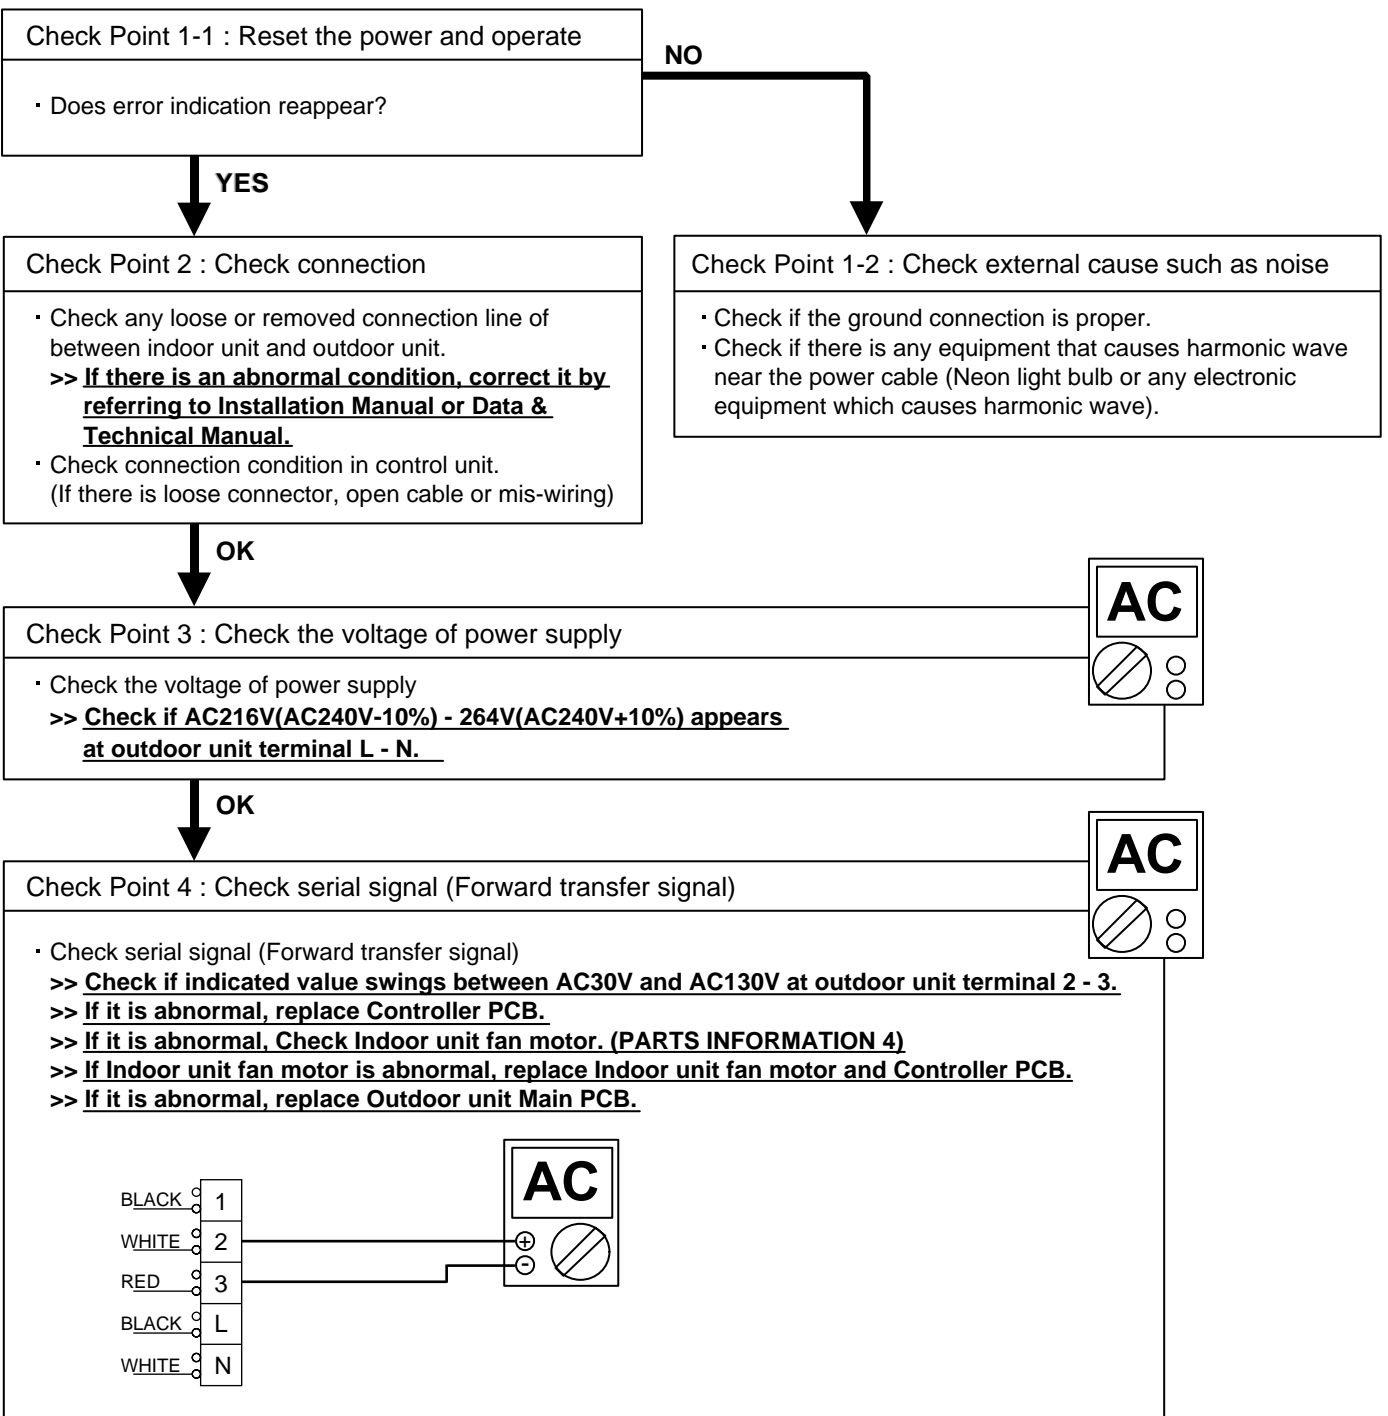 Check Point 1-1 : Reset the power and operate
· Does error indication reappear?
NO
YES
Check Point 2 : Check connection
· Check any loose or removed connection line of
between indoor unit and outdoor unit.
>> If there is an abnormal condition, correct it by
referring to Installation Manual or Data &
Technical Manual.
· Check connection condition in control unit.
(If there is loose connector, open cable or mis-wiring)
Check Point 1-2 : Check external cause such as noise
· Check if the ground connection is proper.
· Check if there is any equipment that causes harmonic wave
near the power cable (Neon light bulb or any electronic
equipment which causes harmonic wave).
OK
Check Point 3 : Check the voltage of power supply
AC
· Check the voltage of power supply
>> Check if AC216V(AC240V-10%) - 264V(AC240V+10%) appears
at outdoor unit terminal L - N.
OK
Check Point 4 : Check serial signal (Forward transfer signal)
AC
· Check serial signal (Forward transfer signal)
>> Check if indicated value swings between AC30V and AC130V at outdoor unit terminal 2 - 3.
>> If it is abnormal, replace Controller PCB.
>> If it is abnormal, Check Indoor unit fan motor. (PARTS INFORMATION 4)
>> If Indoor unit fan motor is abnormal, replace Indoor unit fan motor and Controller PCB.
>> If it is abnormal, replace Outdoor unit Main PCB.
AC
BLACK 1
WHITE 2 +
RED 3 -
BLACK L
WHITE N